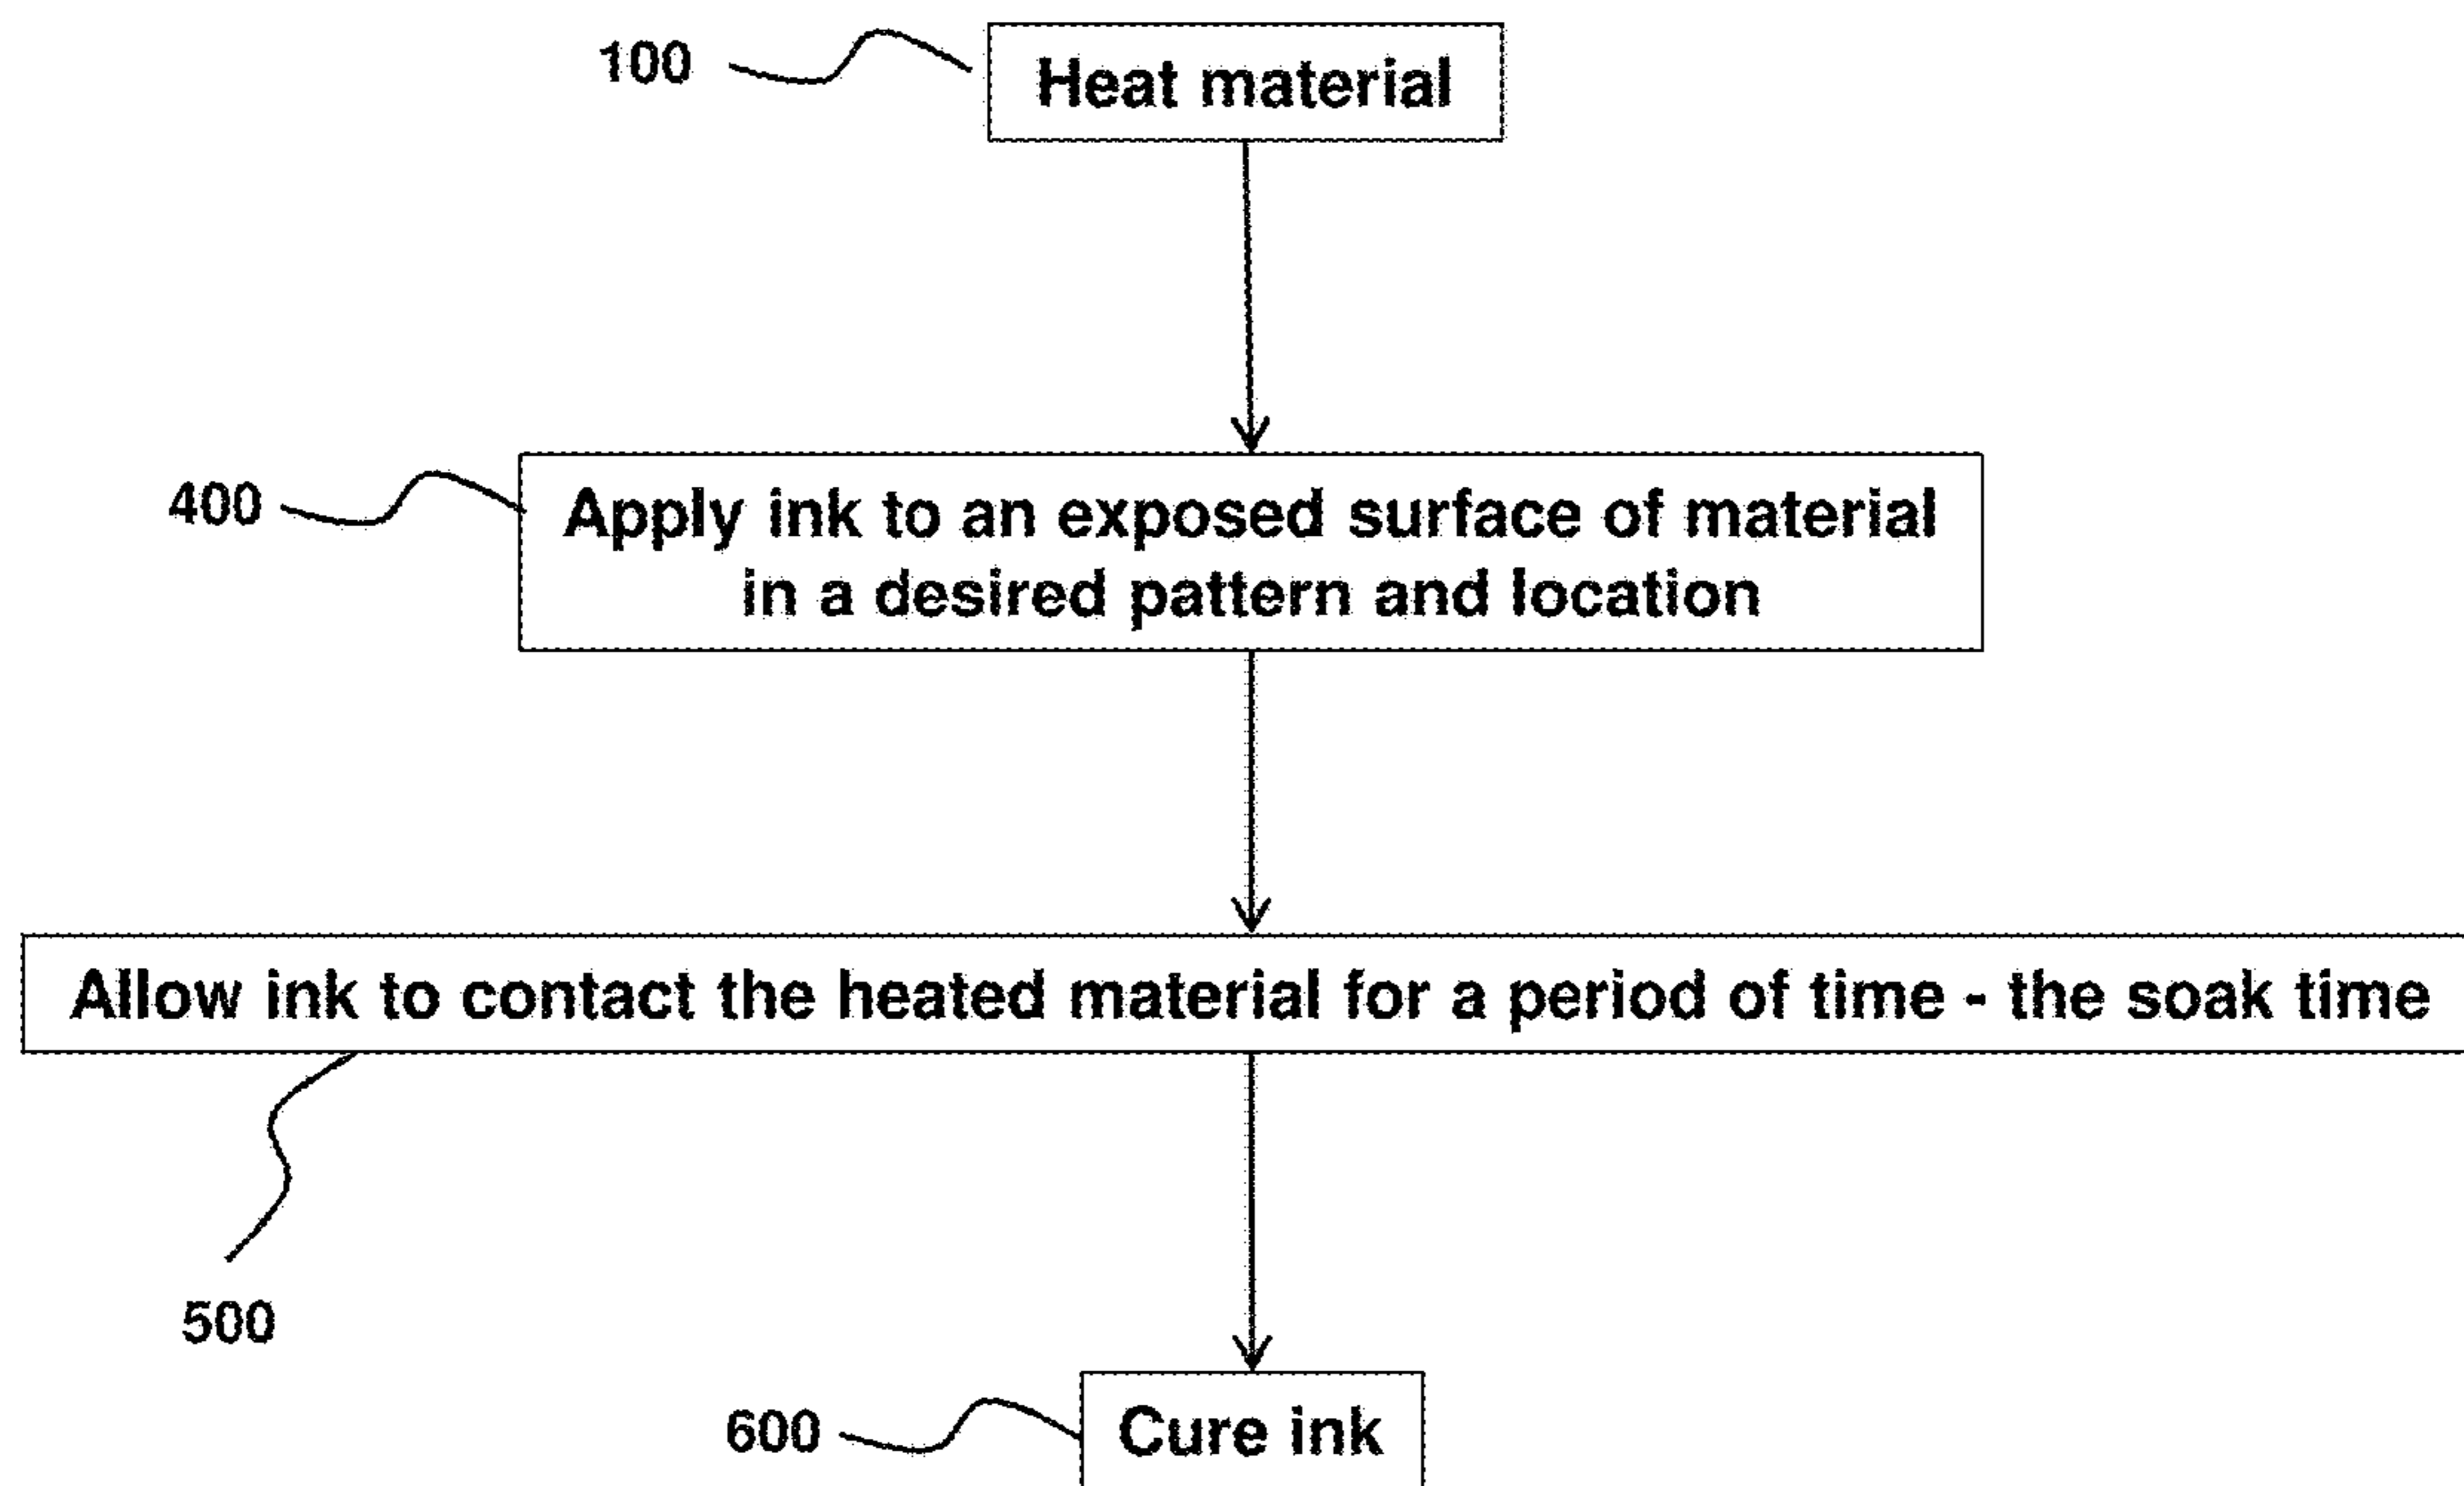 100
Heat material
400
Apply ink to an exposed surface of material
in a desired pattern and location
Allow ink to contact the heated material for a period of time - the soak time
500
600
Cure ink